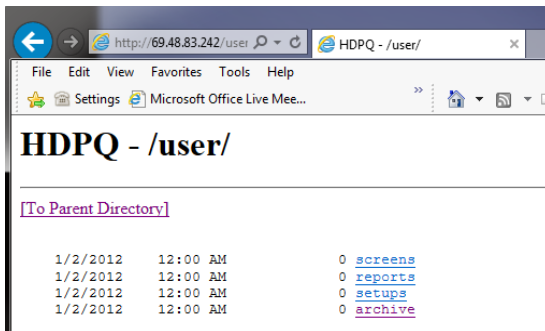 http://69.48.83.242/user
HDPQ - /user/
File Edit View Favorites Tools Help
Settings Microsoft Office Live Mee...
HDPQ - /user/
[To Parent Directory]
1/2/2012 12:00 AM 0 screens
1/2/2012 12:00 AM 0 reports
1/2/2012 12:00 AM 0 setups
1/2/2012 12:00 AM 0 archive